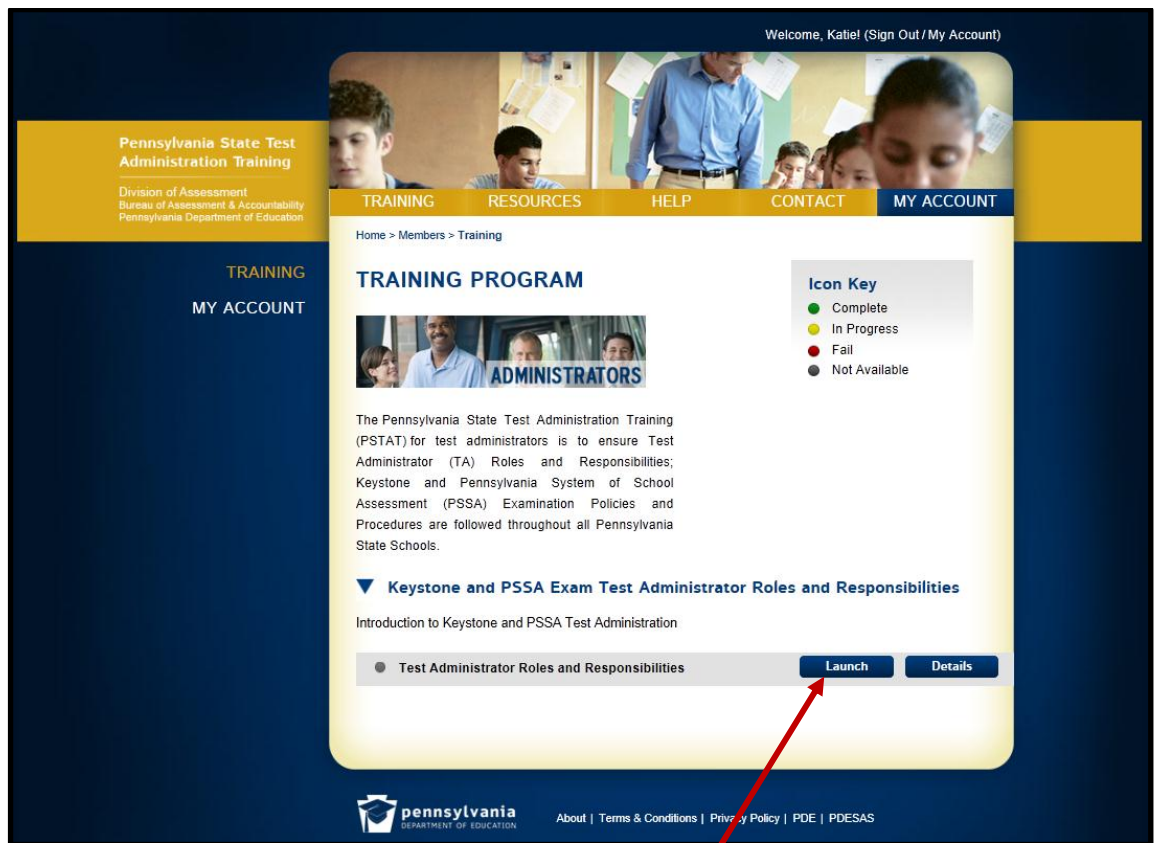 Welcome, Katie! (Sign Out / My Account)
Pennsylvania State Test
Administration Training
Division of Assessment
Bureau of Assessment & Accountability
Pennsylvania Department of Education
TRAINING RESOURCES HELP CONTACT MY ACCOUNT
Home > Members > Training
TRAINING
MY ACCOUNT
TRAINING PROGRAM
Icon Key
Complete
In Progress
Fail
Not Available
ADMINISTRATORS
The Pennsylvania State Test Administration Training
(PSTAT) for test administrators is to ensure Test
Administrator (TA) Roles and Responsibilities;
Keystone and Pennsylvania System of School
Assessment (PSSA) Examination Policies and
Procedures are followed throughout all Pennsylvania
State Schools.
Keystone and PSSA Exam Test Administrator Roles and Responsibilities
Introduction to Keystone and PSSA Test Administration
Test Administrator Roles and Responsibilities Launch Details
pennsylvania
DEPARTMENT OF EDUCATION
About | Terms & Conditions | Privacy Policy | PDE | PDESAS